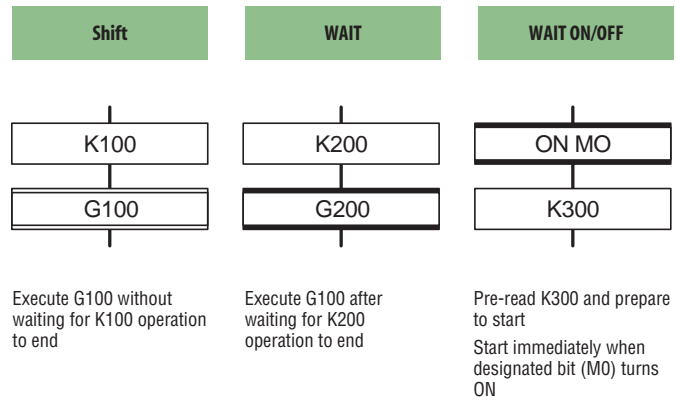 Shift
WAIT
WAIT ON/OFF
K100
G100
K200
G200
ON MO
K300
Execute G100 without
waiting for K100 operation
to end
Execute G100 after
waiting for K200
operation to end
Pre-read K300 and prepare
to start
Start immediately when
designated bit (M0) turns
ON